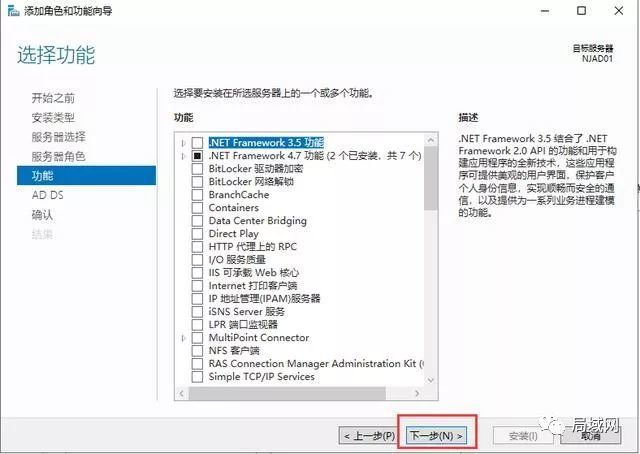 添加角色和功能向导
选择功能
目标服务器
NJAD01
开始之前
安装类型
服务器选择
服务器角色
功能
AD DS
确认
结果
选择要安装在所选服务器上的一个或多个功能。
功能
.NET Framework 3.5 功能
.NET Framework 4.7 功能 (2 个已安装，共 7 个)
BitLocker 驱动器加密
BitLocker 网络解锁
BranchCache
Containers
Data Center Bridging
Direct Play
HTTP 代理上的 RPC
I/O 服务质量
IIS 可承载 Web 核心
Internet 打印客户端
IP 地址管理(IPAM)服务器
iSNS Server 服务
LPR 端口监视器
MultiPoint Connector
NFS 客户端
RAS Connection Manager Administration Kit (
Simple TCP/IP Services
描述
.NET Framework 3.5 结合了 .NET
Framework 2.0 API 的功能和用于构
建应用程序的全新技术，这些应用程
序可提供美观的用户界面，保护客户
个人身份信息，实现顺畅而安全的通
信，以及提供为一系列业务进程建模
的功能。
< 上一步(P)
下一步(N) >
安装(I)
取消
局域网